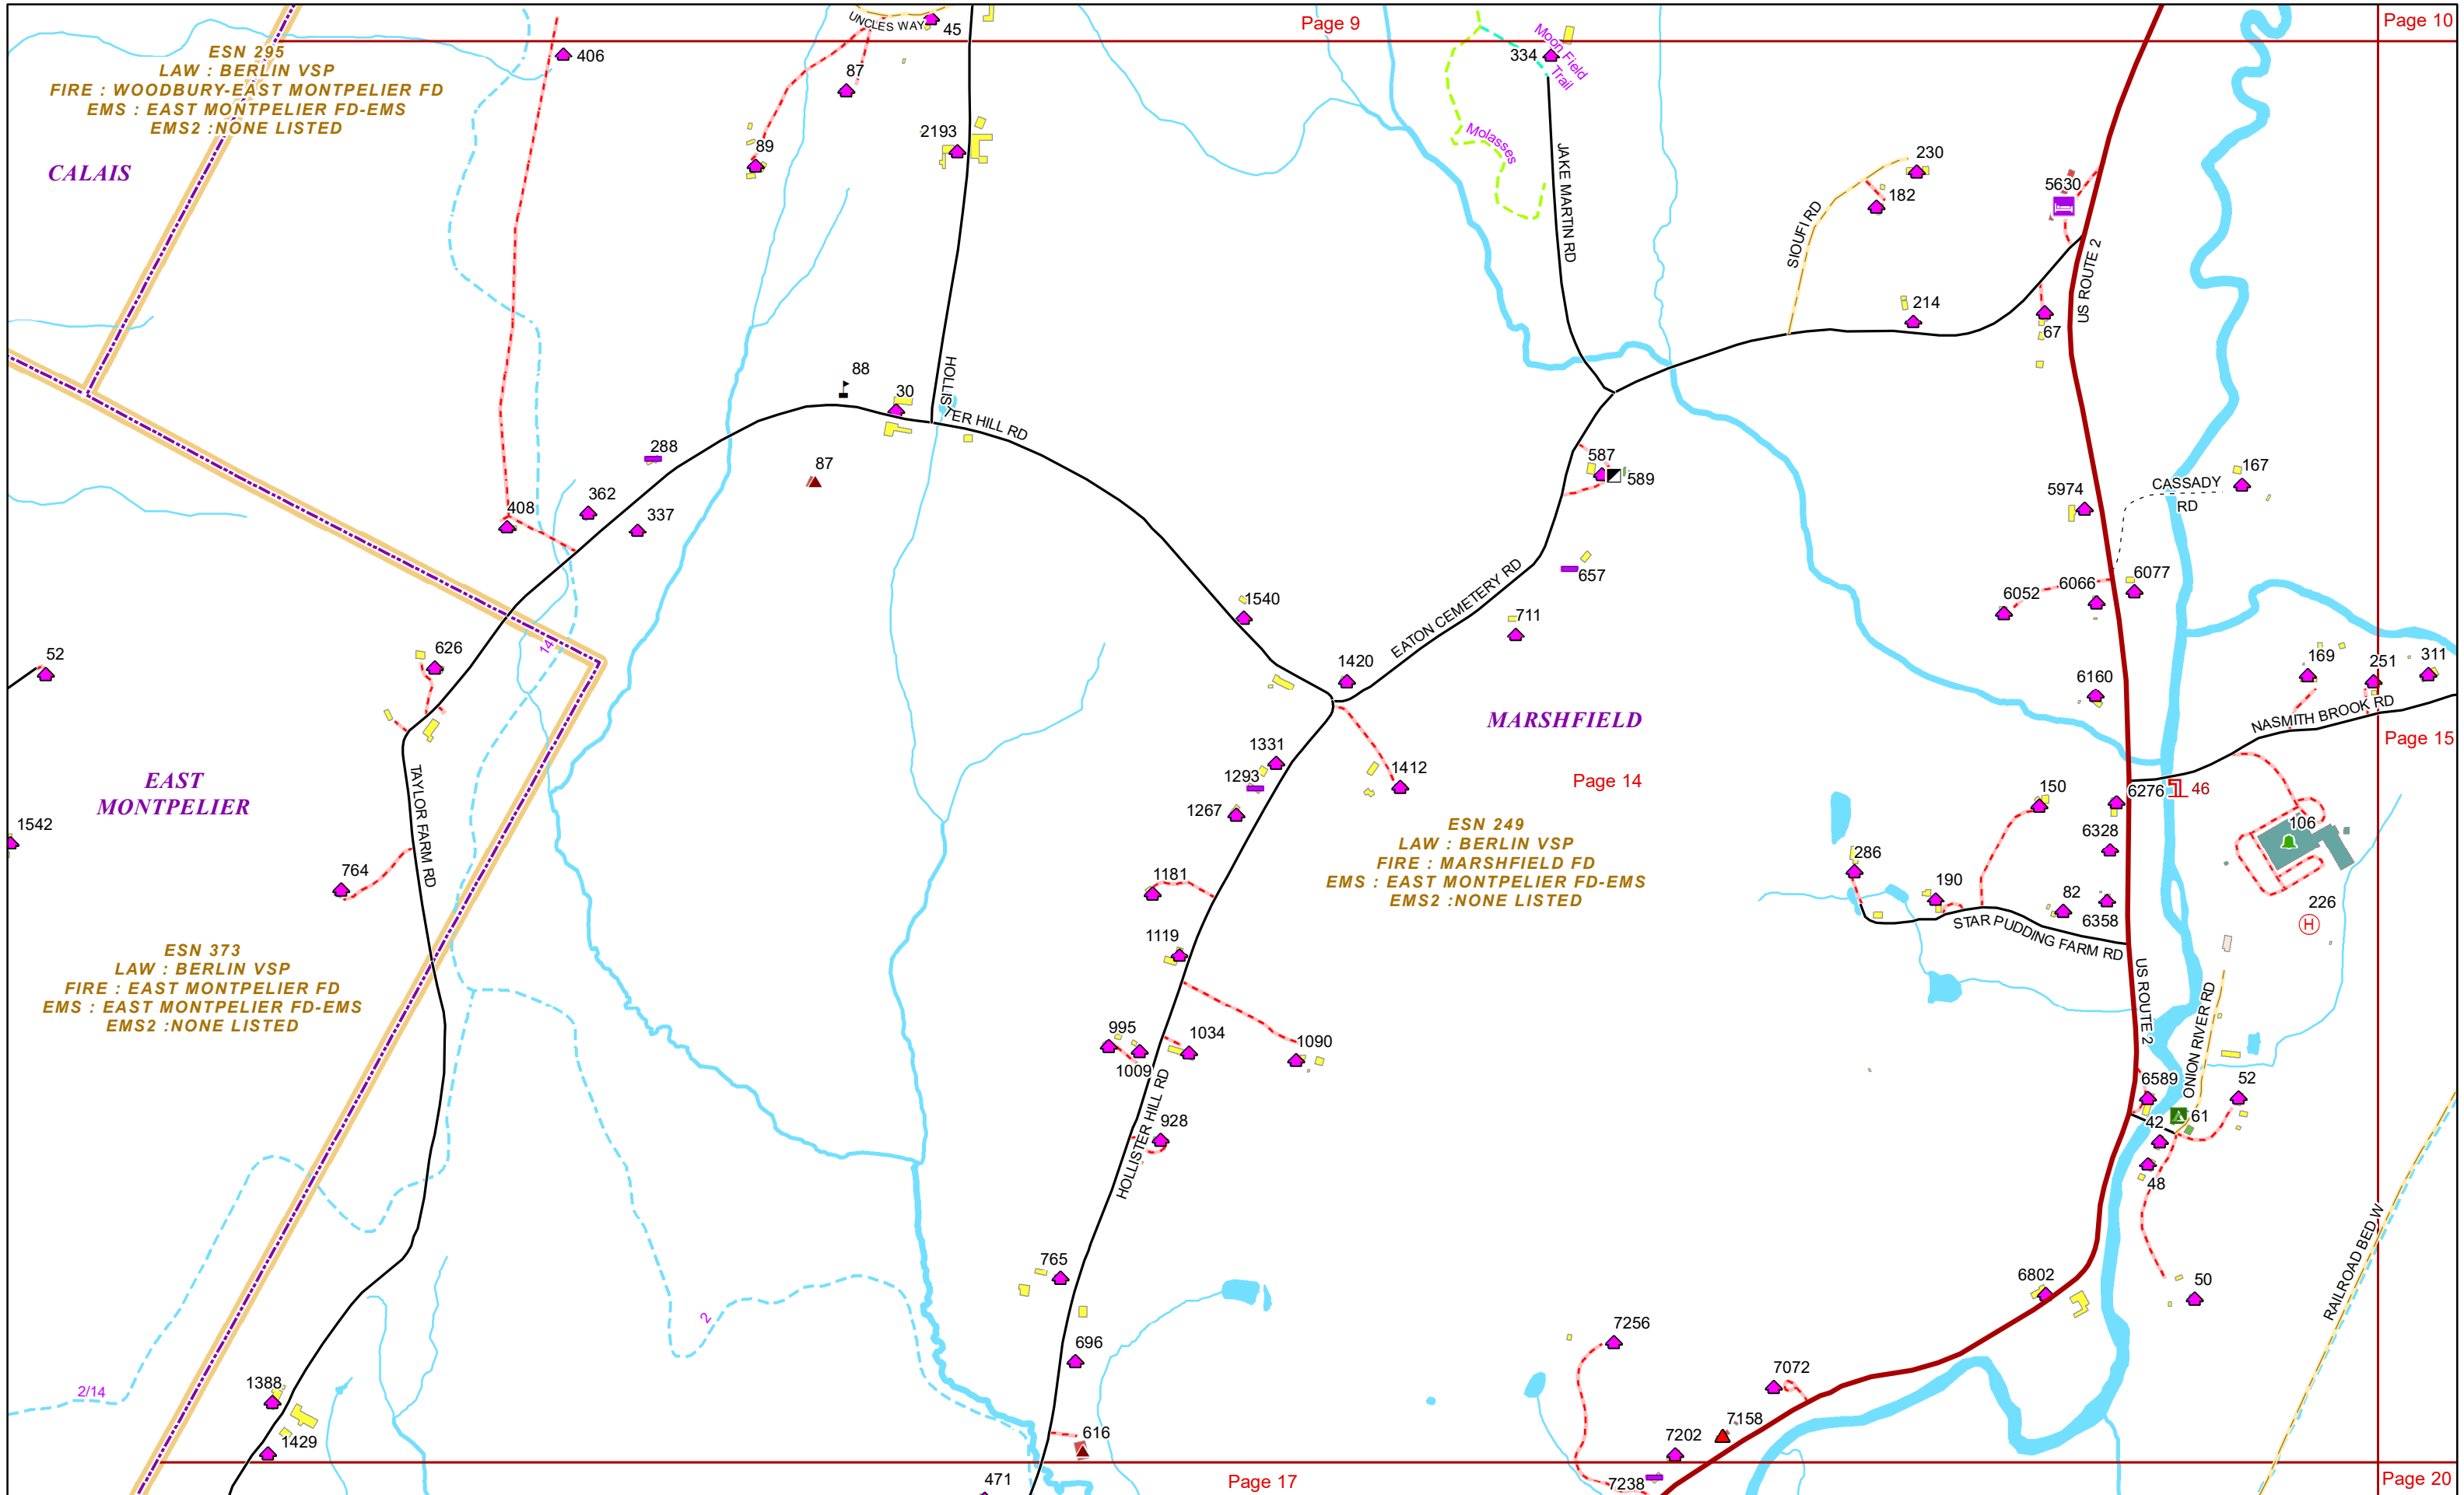 Page 9
Page 10
UNCLES WAY
45
ESN 295
LAW : BERLIN VSP
FIRE : WOODBURY-EAST MONTPELIER FD
EMS : EAST MONTPELIER FD-EMS
EMS2 :NONE LISTED
406
87
334
Moon Field
Trail
CALAIS
89
2193
Molasses
JAKE MARTIN RD
230
182
5630
SIOUFI RD
US ROUTE 2
214
67
88
30
HOLLIS
TER HILL RD
288
87
362
337
408
587
589
5974
CASSADY
RD
167
657
711
EATON CEMETERY RD
1540
6052
6066
6077
14
52
626
1420
6160
169
251
311
NASMITH BROOK RD
MARSHFIELD
Page 15
1331
1293
1412
Page 14
1267
EAST
MONTPELIER
1542
TAYLOR FARM RD
764
150
6276
46
6328
106
ESN 249
LAW : BERLIN VSP
FIRE : MARSHFIELD FD
EMS : EAST MONTPELIER FD-EMS
EMS2 :NONE LISTED
286
190
82
6358
226
H
STAR PUDDING FARM RD
1181
1119
ESN 373
LAW : BERLIN VSP
FIRE : EAST MONTPELIER FD
EMS : EAST MONTPELIER FD-EMS
EMS2 :NONE LISTED
US ROUTE 2
ONION RIVER RD
995
1009
1034
1090
HOLLISTER HILL RD
928
6589
52
61
42
48
765
6802
50
RAILROAD BED W
2
7256
696
7072
1388
2/14
1429
616
7158
7202
7238
471
Page 17
Page 20